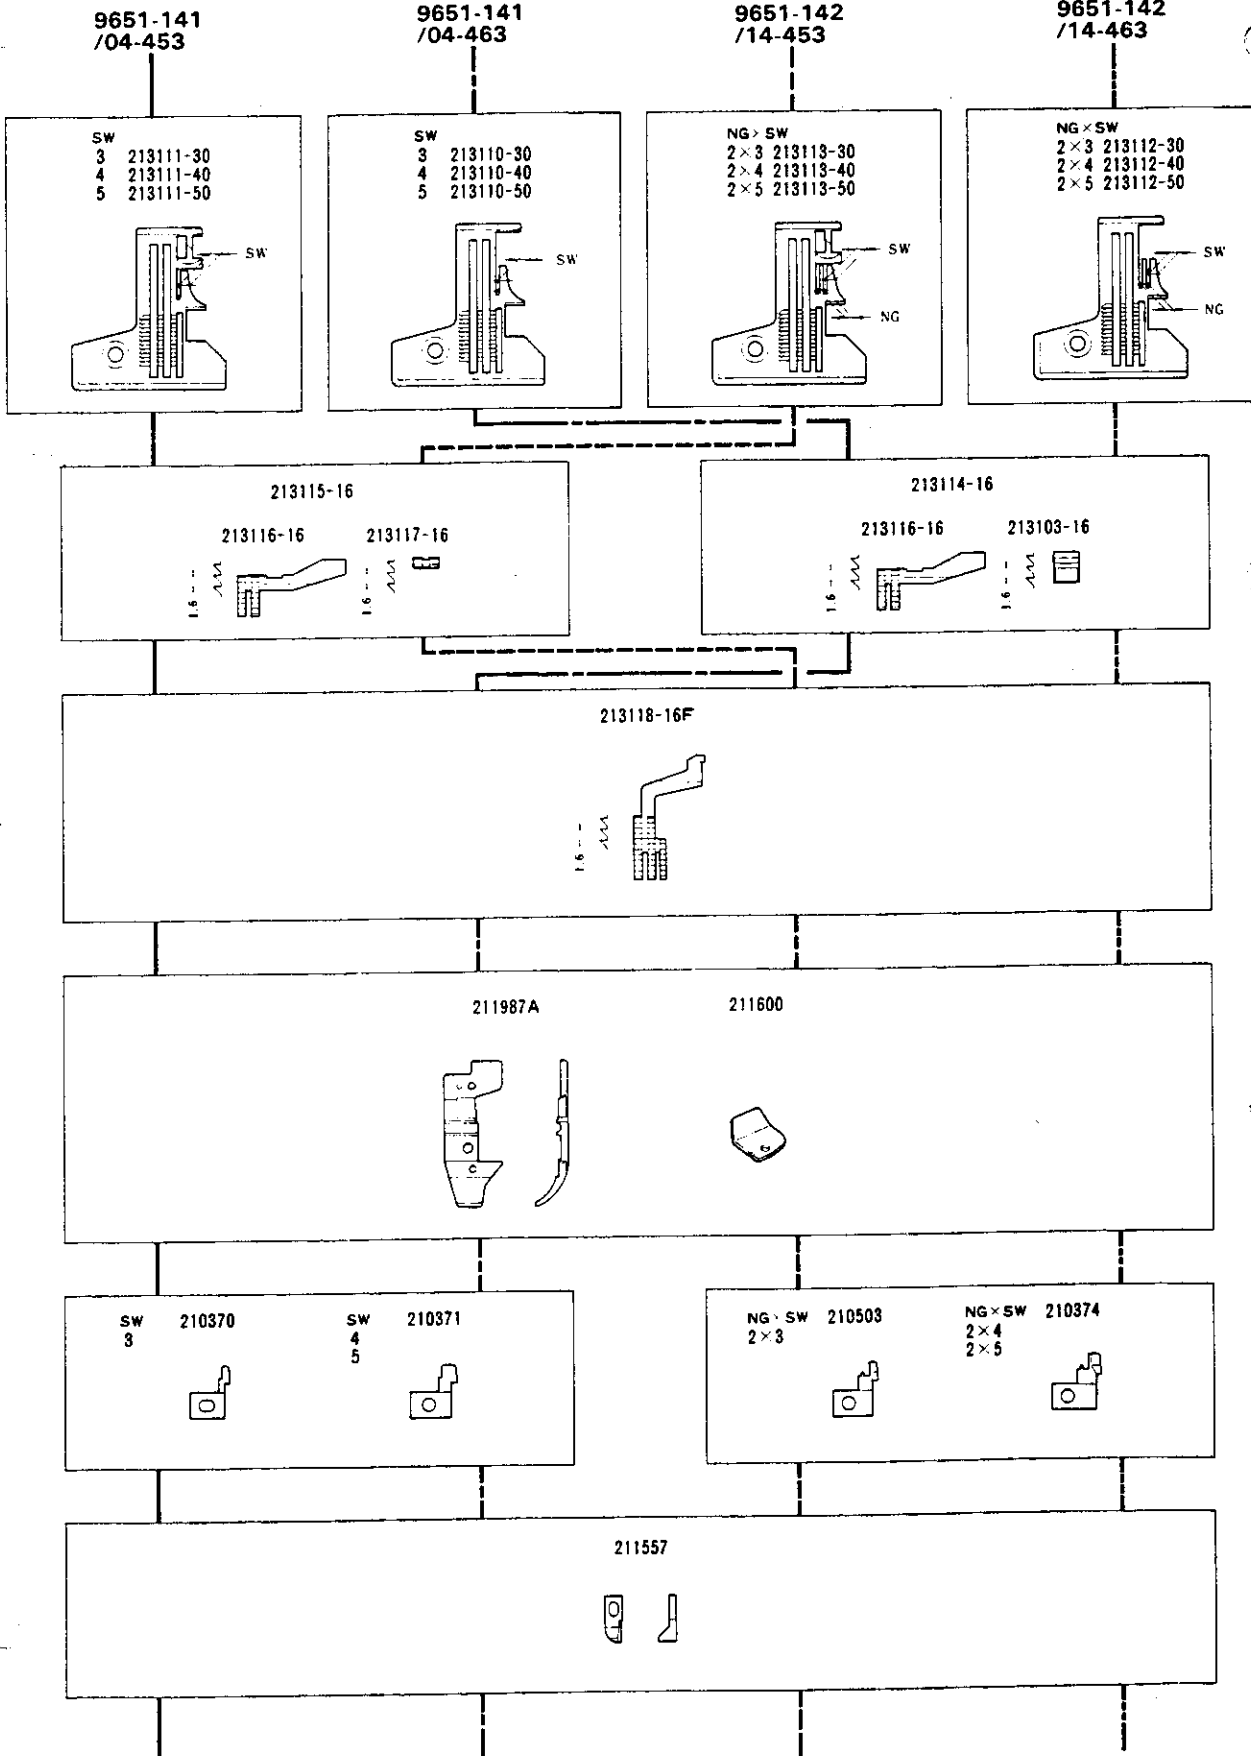 9651-141
/04-453
9651-141
/04-463
9651-142
/14-453
9651-142
/14-463
SW
3 213111-30
4 213111-40
5 213111-50
SW
SW
3 213110-30
4 213110-40
5 213110-50
SW
NG × SW
2×3 213113-30
2×4 213113-40
2×5 213113-50
SW
NG
NG×SW
2×3 213112-30
2×4 213112-40
2×5 213112-50
SW
NG
213115-16
213116-16 213117-16
1.6 1.6
213114-16
213116-16 213103-16
1.6 1.6
213118-16F
1.6
211987A 211600
SW 210370
3
SW 210371
4
5
NG × SW 210503
2×3
NG×SW 210374
2×4
2×5
211557